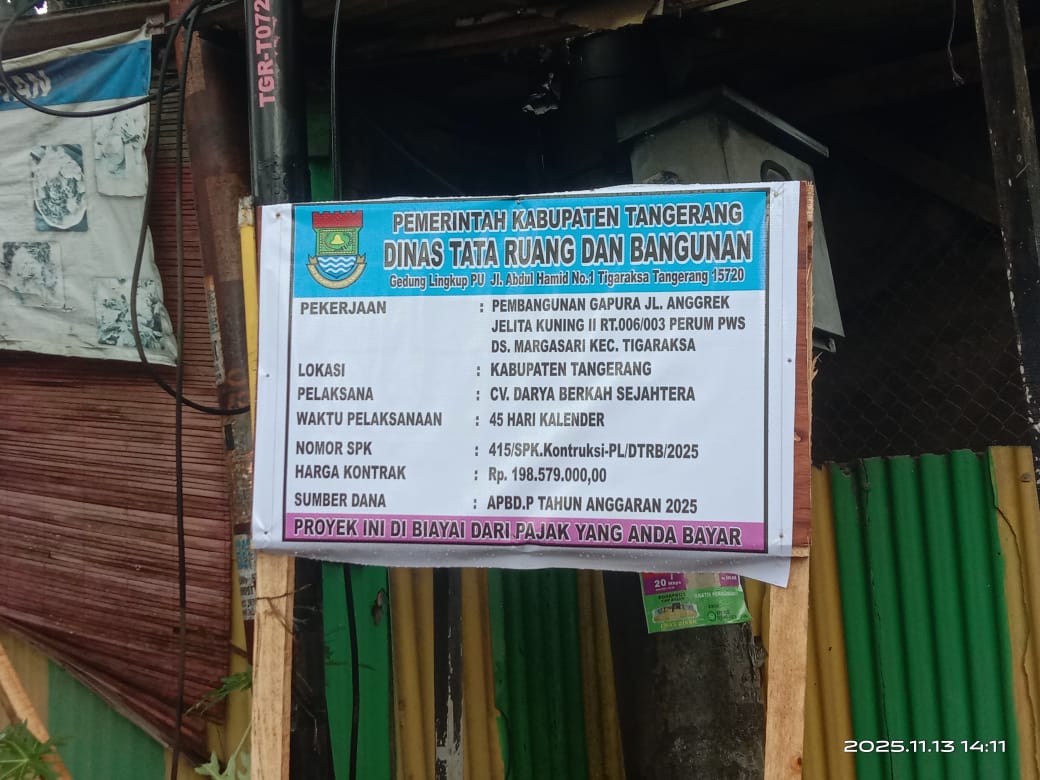 TGR-T072
PEMERINTAH KABUPATEN TANGERANG
DINAS TATA RUANG DAN BANGUNAN
Gedung Lingkup PU Jl. Abdul Hamid No.1 Tigaraksa Tangerang 15720
PEKERJAAN : PEMBANGUNAN GAPURA JL. ANGGREK
JELITA KUNING II RT.006/003 PERUM PWS
DS. MARGASARI KEC. TIGARAKSA
LOKASI : KABUPATEN TANGERANG
PELAKSANA : CV. DARYA BERKAH SEJAHTERA
WAKTU PELAKSANAAN : 45 HARI KALENDER
NOMOR SPK : 415/SPK.Kontruksi-PL/DTRB/2025
HARGA KONTRAK : Rp. 198.579.000,00
SUMBER DANA : APBD.P TAHUN ANGGARAN 2025
PROYEK INI DI BIAYAI DARI PAJAK YANG ANDA BAYAR
20 Mbps
2025.11.13 14:11